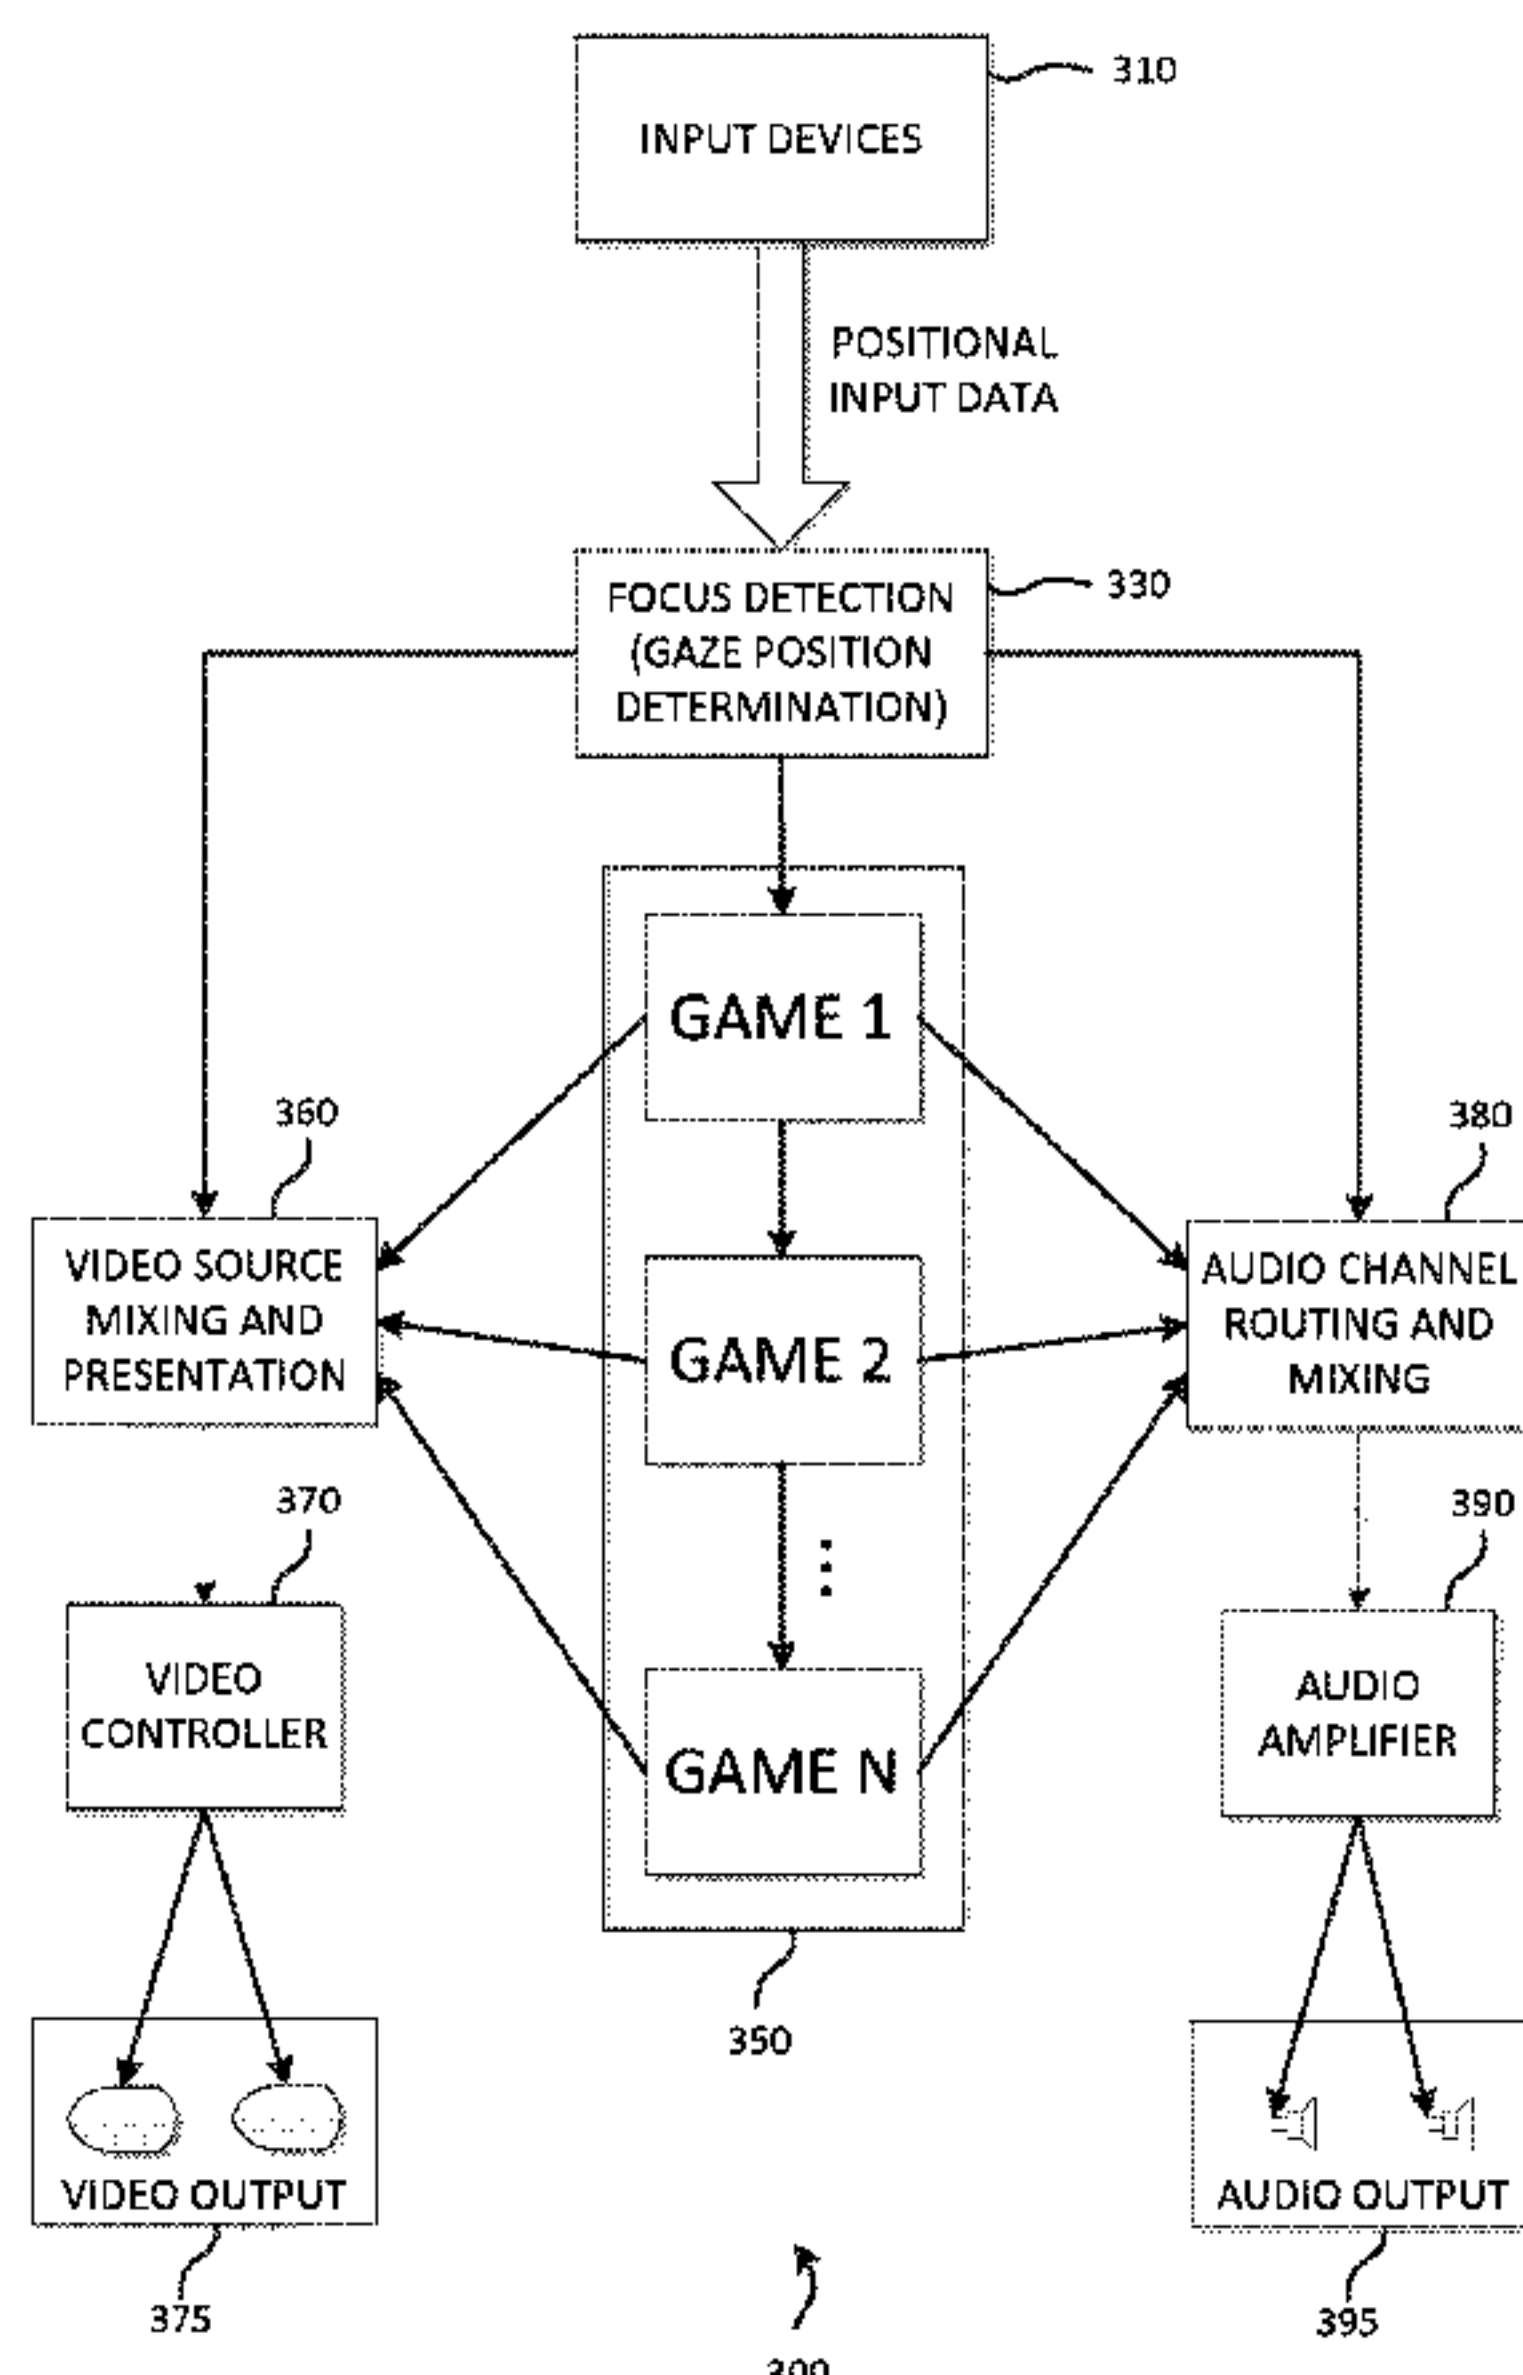 310
INPUT DEVICES
POSITIONAL
INPUT DATA
330
FOCUS DETECTION
(GAZE POSITION
DETERMINATION)
GAME 1
360
380
VIDEO SOURCE
MIXING AND
PRESENTATION
GAME 2
AUDIO CHANNEL
ROUTING AND
MIXING
370
390
VIDEO
CONTROLLER
GAME N
AUDIO
AMPLIFIER
350
VIDEO OUTPUT
AUDIO OUTPUT
375
395